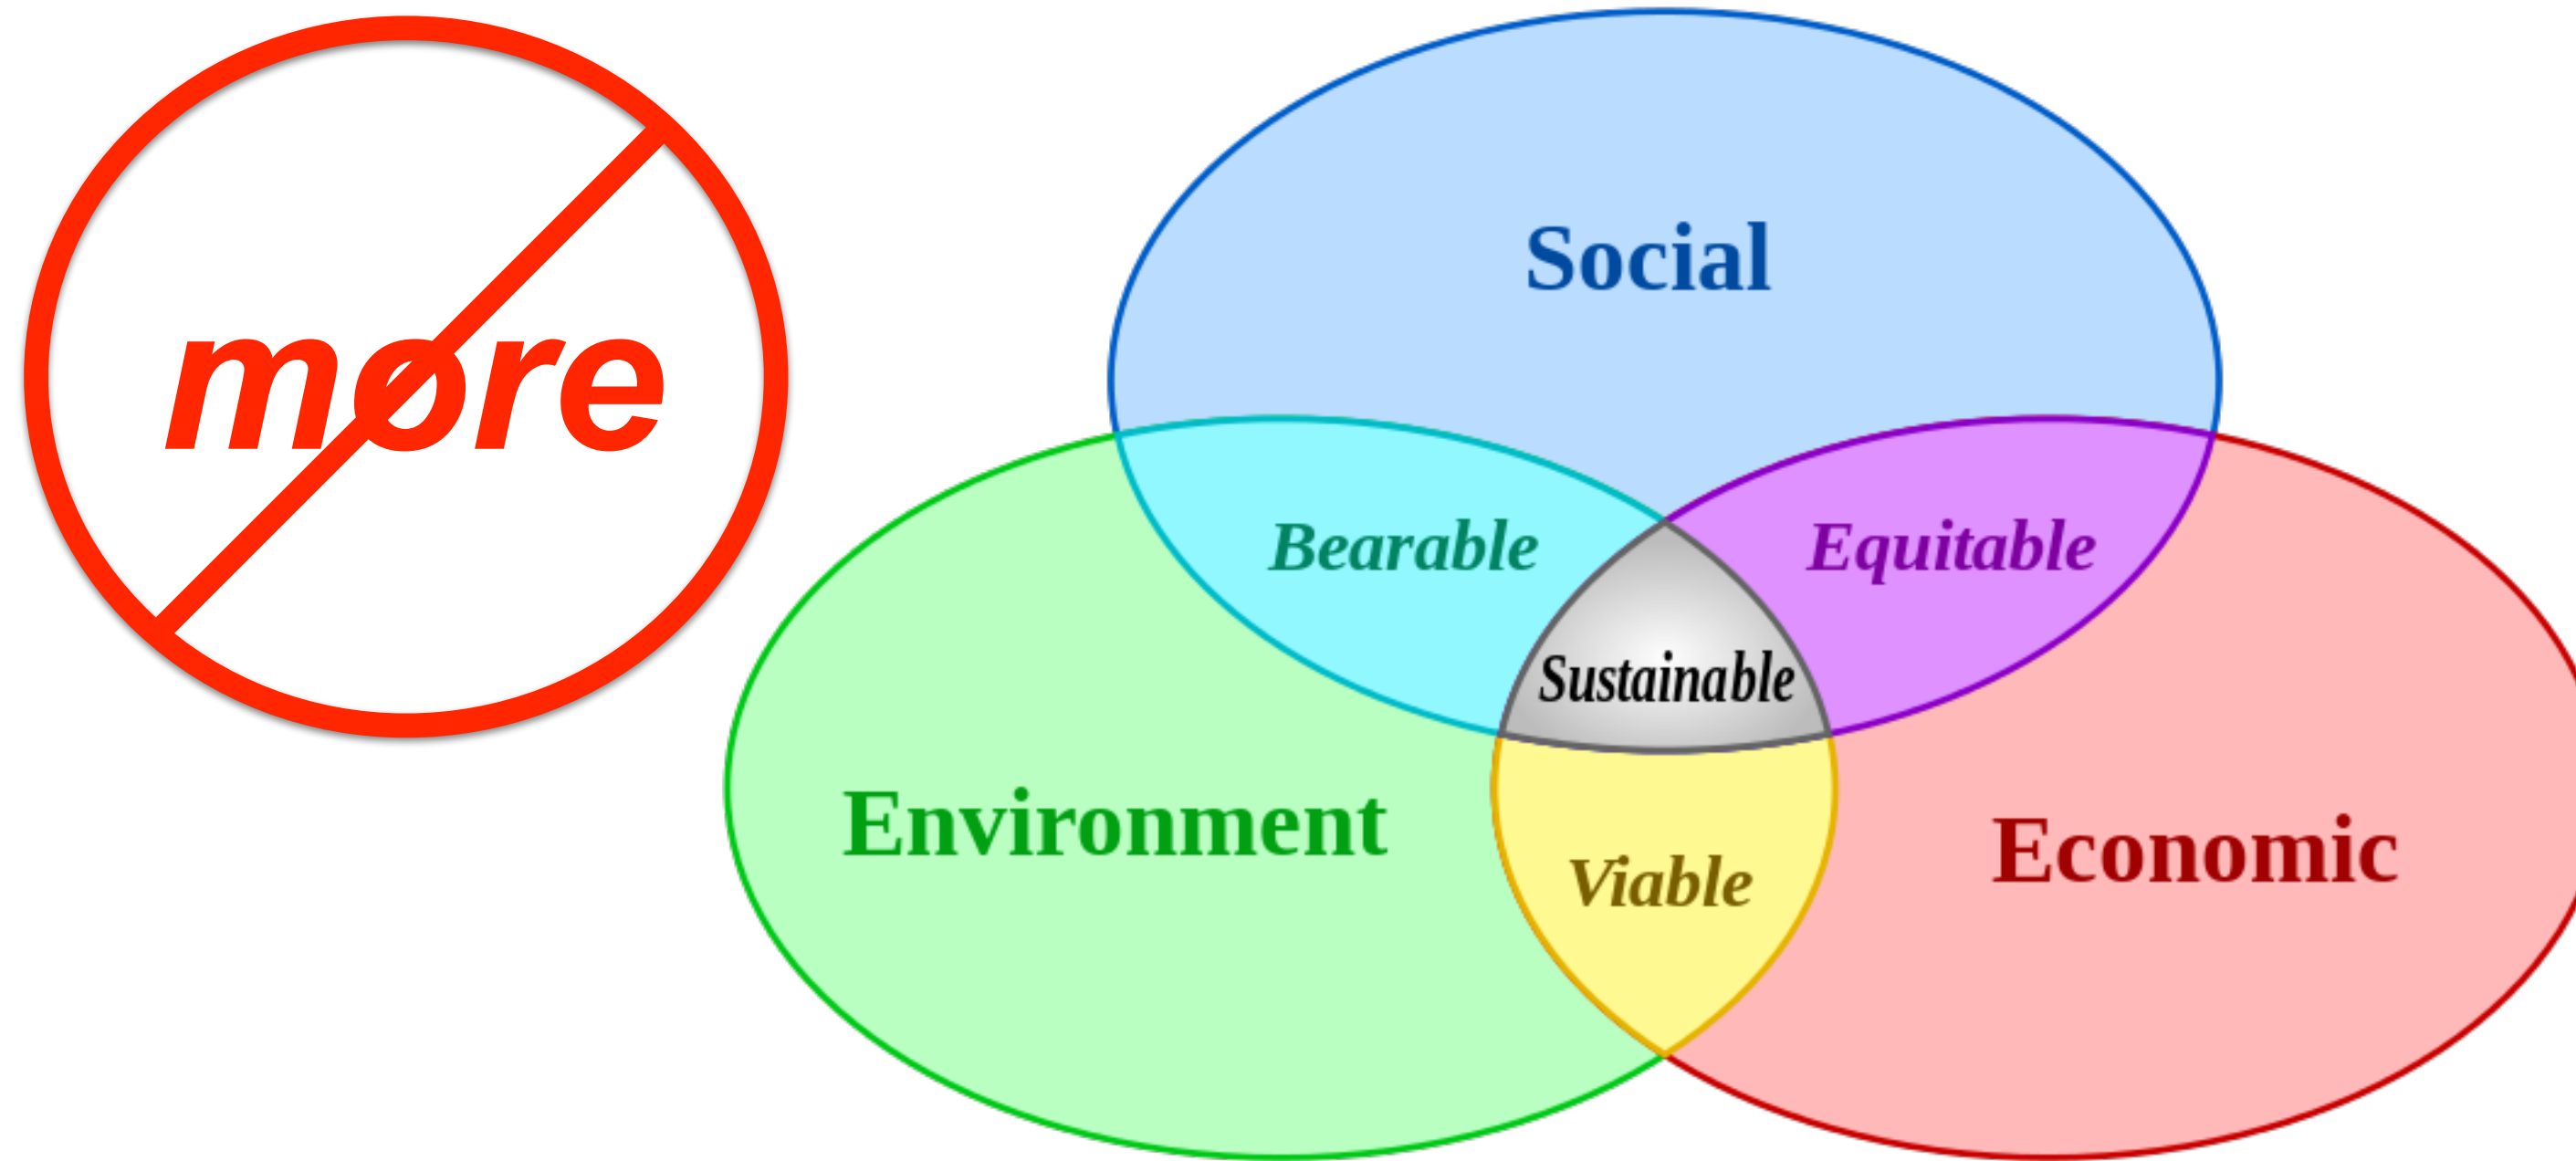 more
Social
Bearable
Equitable
Sustainable
Environment
Economic
Viable